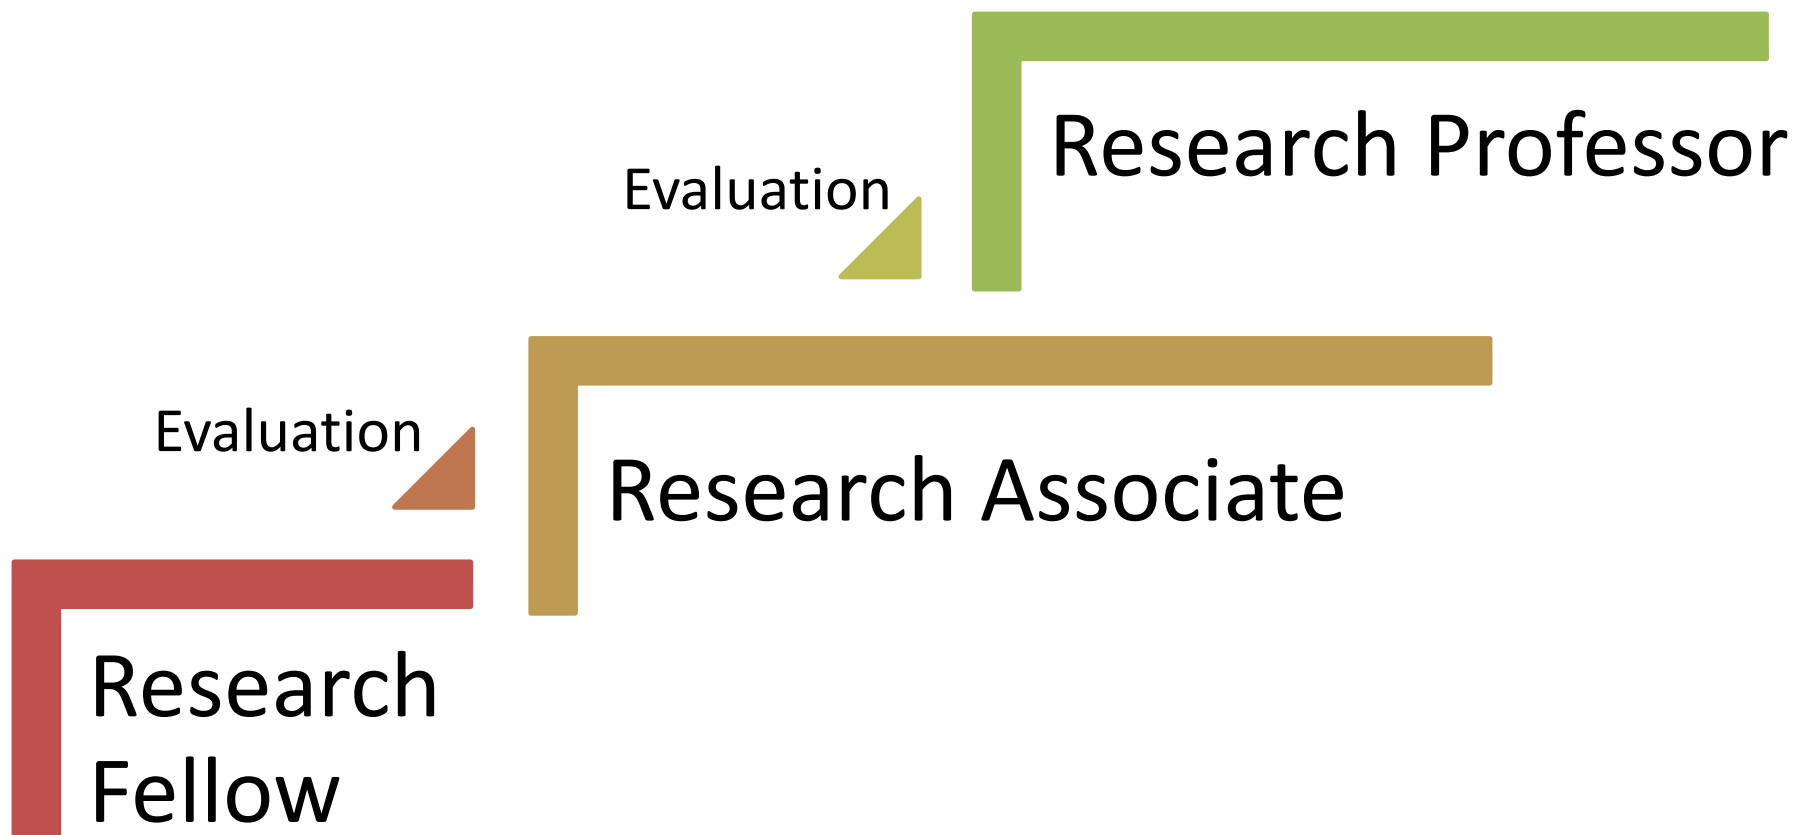 Research Professor
Evaluation
Evaluation
Research Associate
Research
Fellow